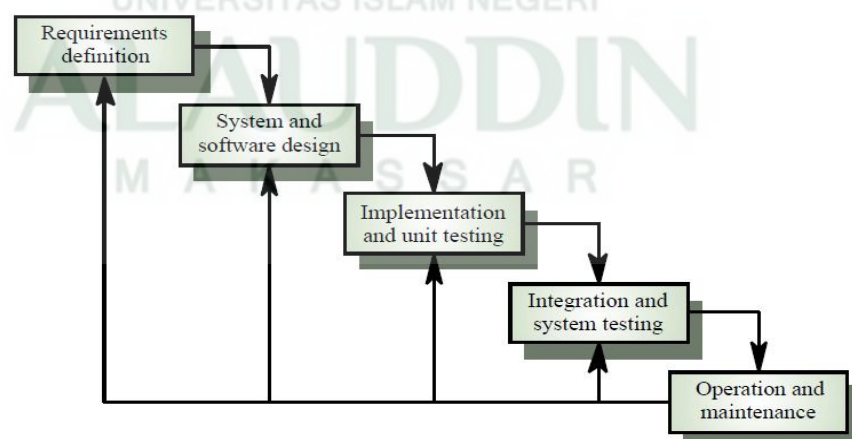 UNIVERSITAS ISLAM NEGERI
ALAUDDIN
MAKASSAR
Requirements
definition
System and
software design
Implementation
and unit testing
Integration and
system testing
Operation and
maintenance